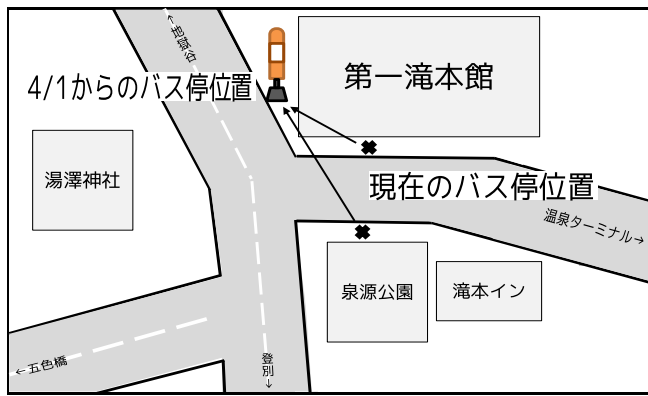 ←地獄谷
4/1からのバス停位置
第一滝本館
湯澤神社
現在のバス停位置
温泉ターミナル→
泉源公園
滝本イン
←五色橋
登別→